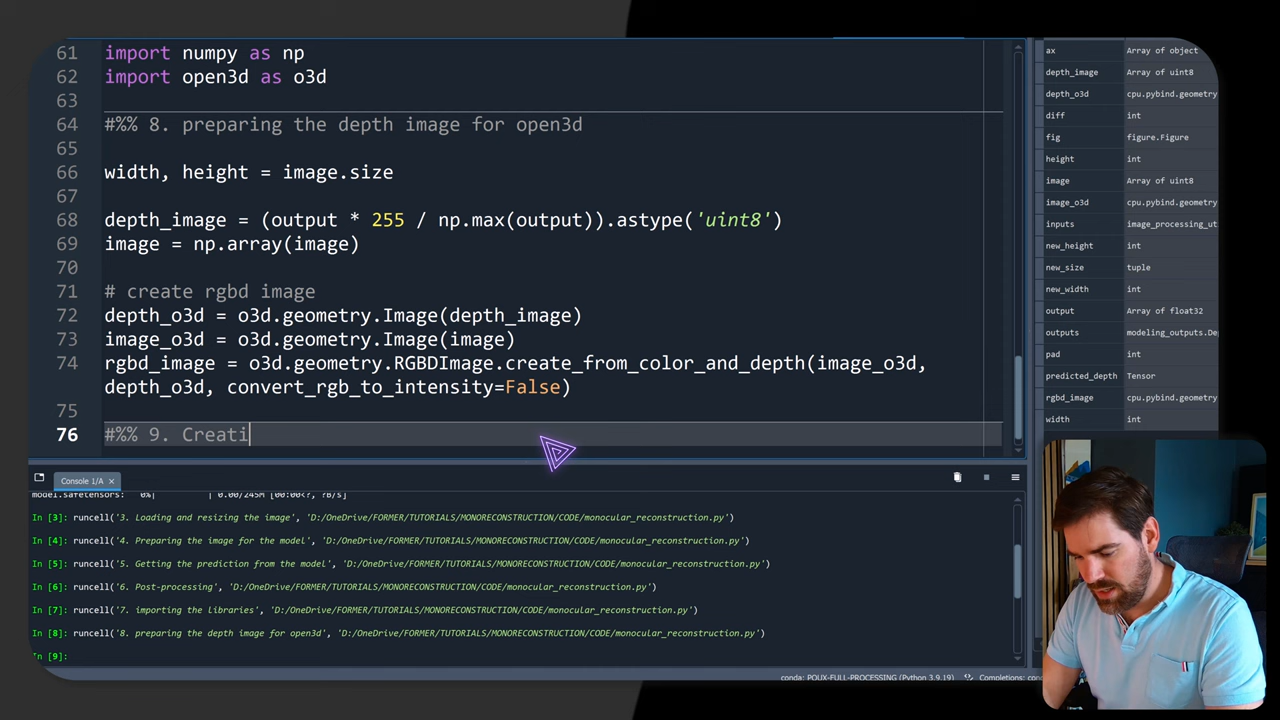 61 import numpy as np
62 import open3d as o3d
63
64 #%% 8. preparing the depth image for open3d
65
66 width, height = image.size
67
68 depth_image = (output * 255 / np.max(output)).astype('uint8')
69 image = np.array(image)
70
71 # create rgbd image
72 depth_o3d = o3d.geometry.Image(depth_image)
73 image_o3d = o3d.geometry.Image(image)
74 rgbd_image = o3d.geometry.RGBDImage.create_from_color_and_depth(image_o3d,
depth_o3d, convert_rgb_to_intensity=False)
75
76 #%% 9. Creati
Console 1/A
model.safetensors: 0%| | 0.00/245M [00:00<?, ?B/s]
In [3]: runcell('3. Loading and resizing the image', 'D:/OneDrive/FORMER/TUTORIALS/MONORECONSTRUCTION/CODE/monocular_reconstruction.py')
In [4]: runcell('4. Preparing the image for the model', 'D:/OneDrive/FORMER/TUTORIALS/MONORECONSTRUCTION/CODE/monocular_reconstruction.py')
In [5]: runcell('5. Getting the prediction from the model', 'D:/OneDrive/FORMER/TUTORIALS/MONORECONSTRUCTION/CODE/monocular_reconstruction.py')
In [6]: runcell('6. Post-processing', 'D:/OneDrive/FORMER/TUTORIALS/MONORECONSTRUCTION/CODE/monocular_reconstruction.py')
In [7]: runcell('7. importing the libraries', 'D:/OneDrive/FORMER/TUTORIALS/MONORECONSTRUCTION/CODE/monocular_reconstruction.py')
In [8]: runcell('8. preparing the depth image for open3d', 'D:/OneDrive/FORMER/TUTORIALS/MONORECONSTRUCTION/CODE/monocular_reconstruction.py')
In [9]:
conda: POUX-FULL-PROCESSING (Python 3.9.19) Completions: con
ax Array of object
depth_image Array of uint8
depth_o3d cpu.pybind.geometry
diff int
fig figure.Figure
height int
image Array of uint8
image_o3d cpu.pybind.geometry
inputs image_processing_ut
new_height int
new_size tuple
new_width int
output Array of float32
outputs modeling_outputs.De
pad int
predicted_depth Tensor
rgbd_image cpu.pybind.geometry
width int